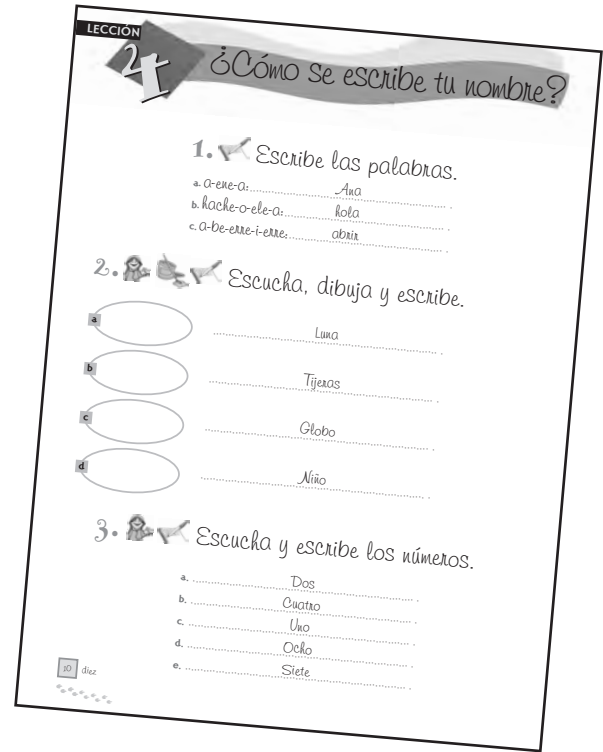 LECCIÓN
2t
¿Cómo se escribe tu nombre?
1. Escribe las palabras.
a. a-ene-a: Ana
b. hache-o-ele-a: hola
c. a-be-erre-i-erre: abrir
2. Escucha, dibuja y escribe.
a Luna
b Tijeras
c Globo
d Niño
3. Escucha y escribe los números.
a. Dos
b. Cuatro
c. Uno
d. Ocho
e. Siete
10 diez